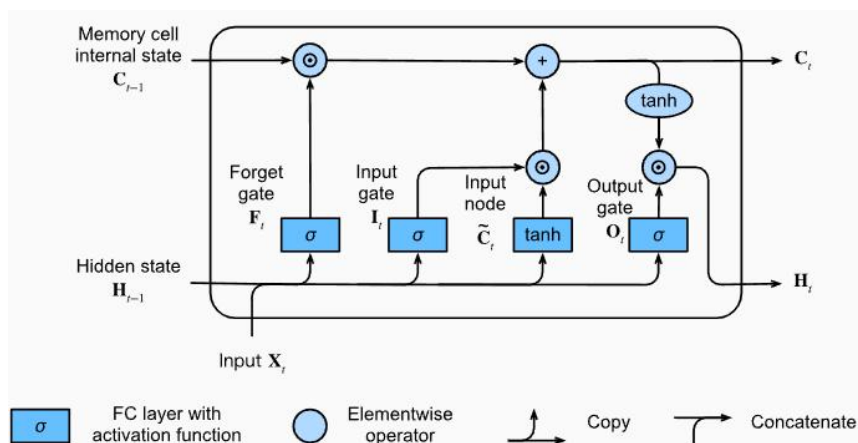 Memory cell
internal state
C_{t−1}
⊙
+
C_t
tanh
Forget
gate
F_t
σ
Input
gate
I_t
σ
Input
node
C̃_t
tanh
⊙
Output
gate
O_t
σ
⊙
Hidden state
H_{t−1}
H_t
Input X_t
σ
FC layer with
activation function
Elementwise
operator
Copy
Concatenate